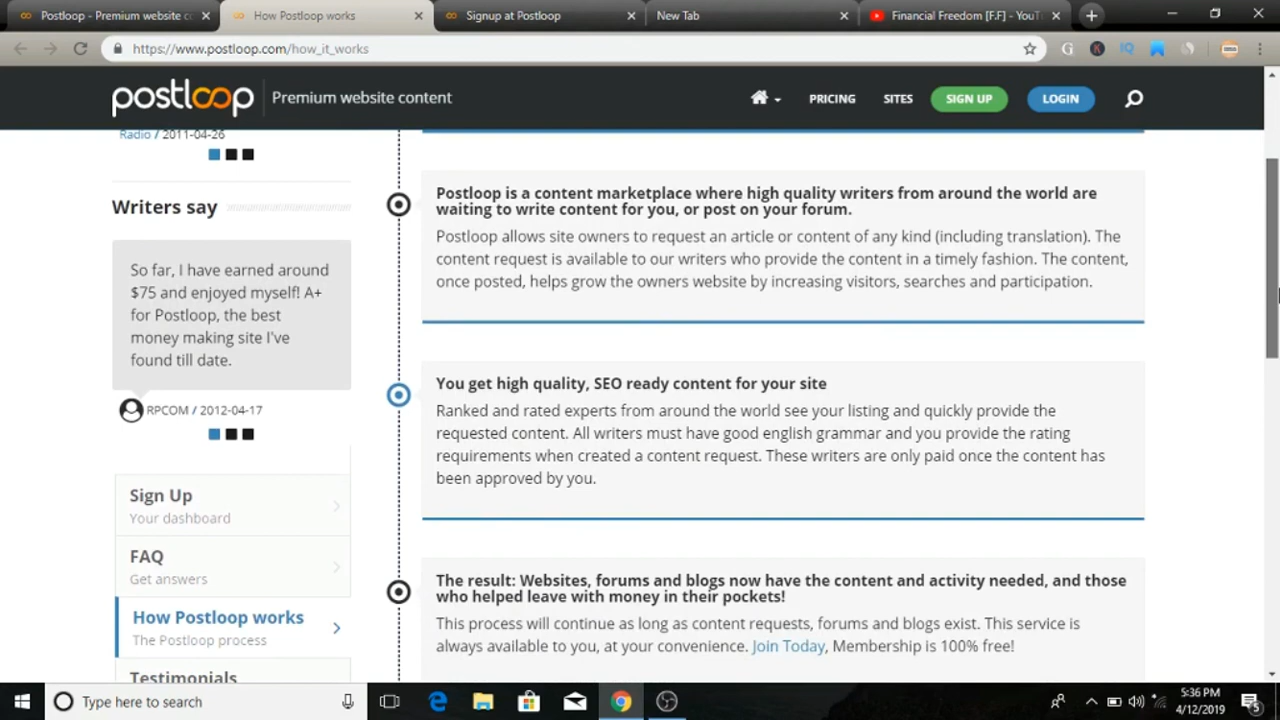 Postloop - Premium website co
How Postloop works
Signup at Postloop
New Tab
Financial Freedom [F.F] - YouT
https://www.postloop.com/how_it_works
postloop
Premium website content
PRICING
SITES
SIGN UP
LOGIN
Radio / 2011-04-26
Writers say
So far, I have earned around
$75 and enjoyed myself! A+
for Postloop, the best
money making site I've
found till date.
RPCOM / 2012-04-17
Sign Up
Your dashboard
FAQ
Get answers
How Postloop works
The Postloop process
Testimonials
Postloop is a content marketplace where high quality writers from around the world are
waiting to write content for you, or post on your forum.
Postloop allows site owners to request an article or content of any kind (including translation). The
content request is available to our writers who provide the content in a timely fashion. The content,
once posted, helps grow the owners website by increasing visitors, searches and participation.
You get high quality, SEO ready content for your site
Ranked and rated experts from around the world see your listing and quickly provide the
requested content. All writers must have good english grammar and you provide the rating
requirements when created a content request. These writers are only paid once the content has
been approved by you.
The result: Websites, forums and blogs now have the content and activity needed, and those
who helped leave with money in their pockets!
This process will continue as long as content requests, forums and blogs exist. This service is
always available to you, at your convenience. Join Today, Membership is 100% free!
Type here to search
5:36 PM
4/12/2019
5